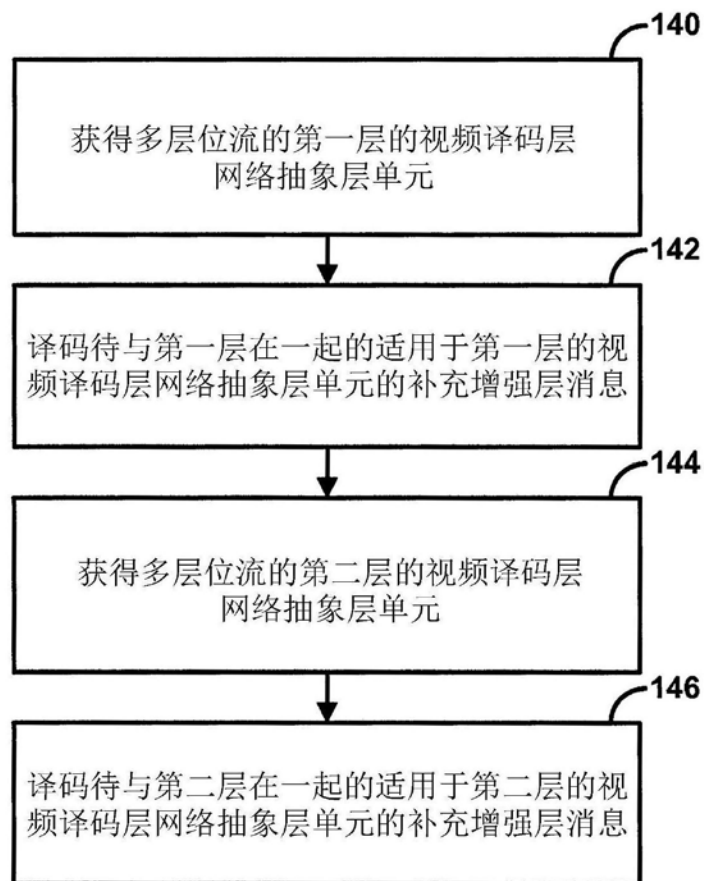 140
获得多层位流的第一层的视频译码层
网络抽象层单元
142
译码待与第一层在一起的适用于第一层的视
频译码层网络抽象层单元的补充增强层消息
144
获得多层位流的第二层的视频译码层
网络抽象层单元
146
译码待与第二层在一起的适用于第二层的视
频译码层网络抽象层单元的补充增强层消息